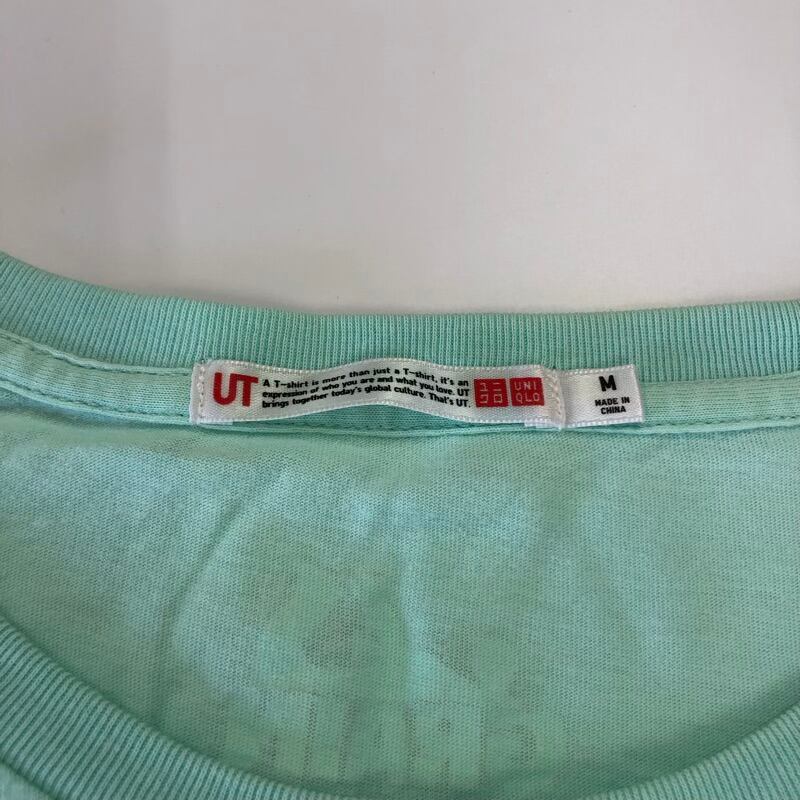 UT
A T-shirt is more than just a T-shirt, it's an
expression of who you are and what you love. UT
brings together today's global culture. That's UT.
ユニ
クロ
UNI
QLO
M
MADE IN
CHINA